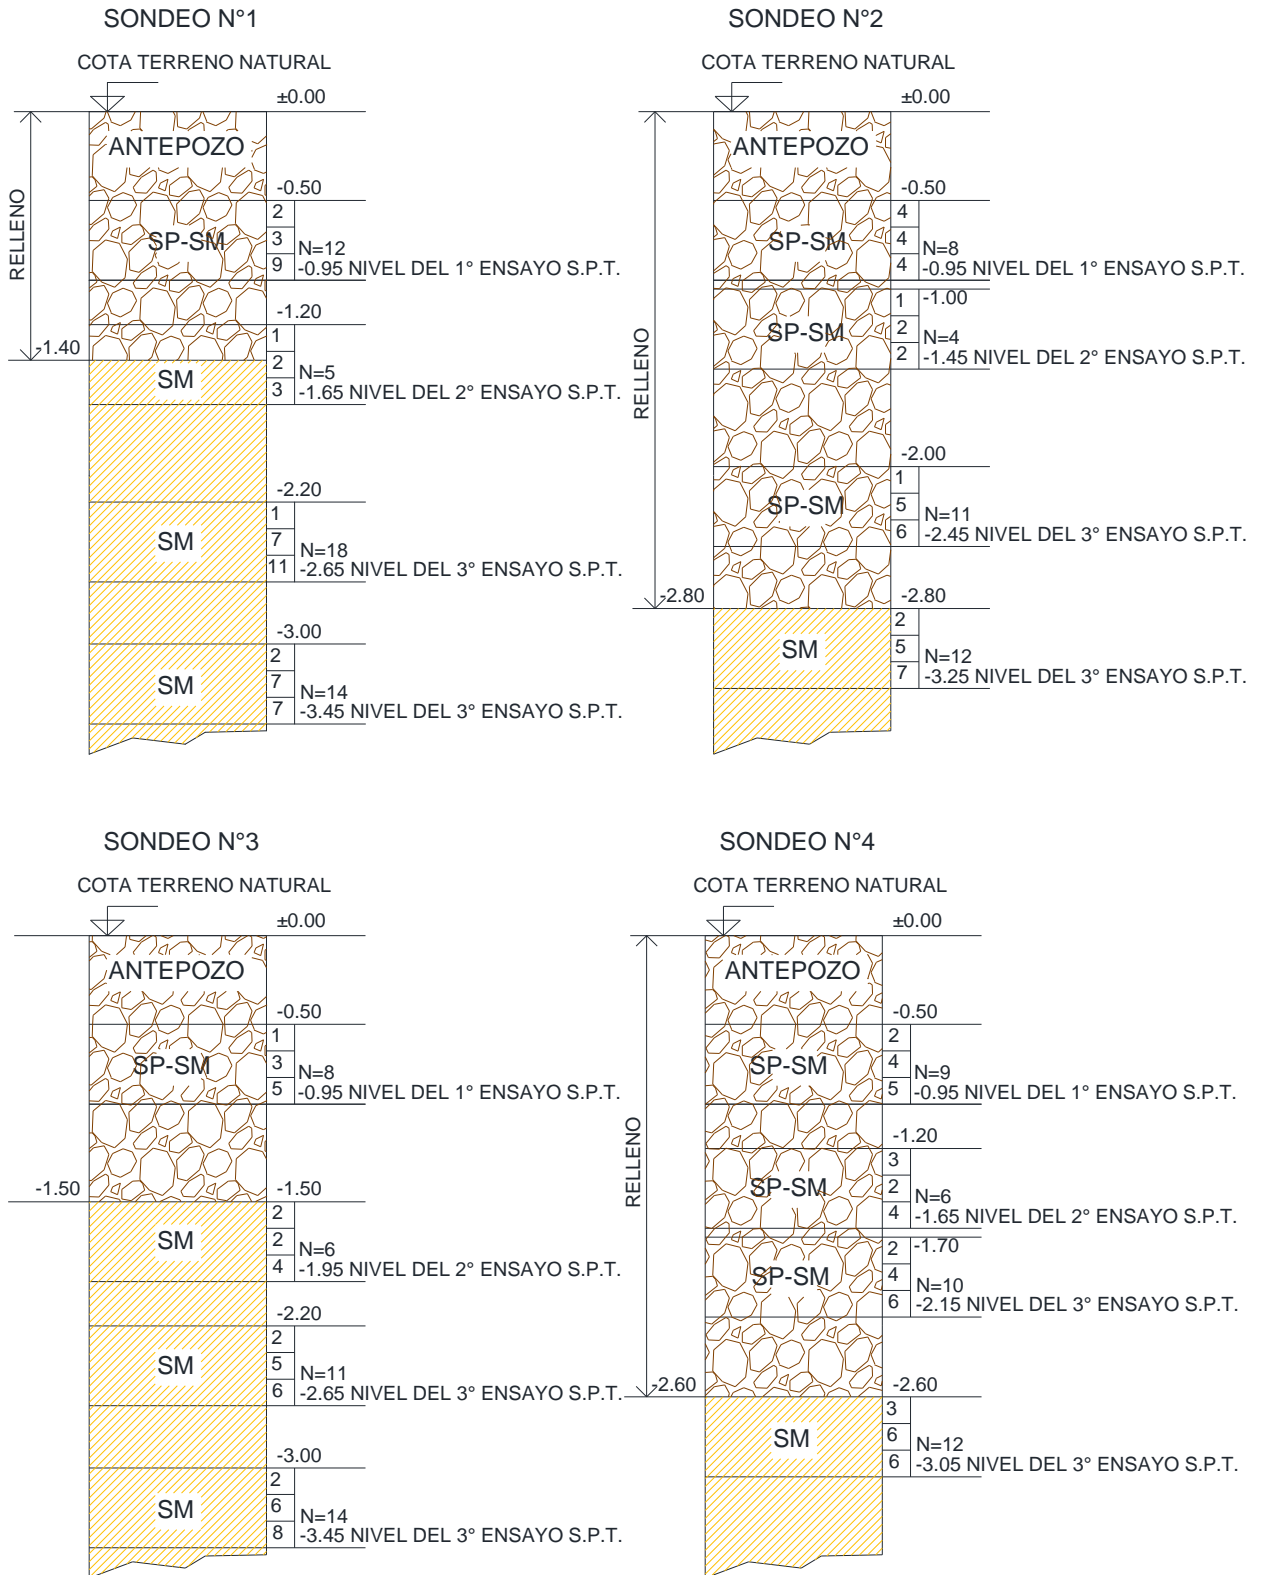 SONDEO N°1
COTA TERRENO NATURAL
±0.00
ANTEPOZO
RELLENO
-0.50
2
3
9
SP-SM
N=12
-0.95 NIVEL DEL 1° ENSAYO S.P.T.
-1.20
-1.40
1
2
3
SM
N=5
-1.65 NIVEL DEL 2° ENSAYO S.P.T.
-2.20
1
7
11
SM
N=18
-2.65 NIVEL DEL 3° ENSAYO S.P.T.
-3.00
2
7
7
SM
N=14
-3.45 NIVEL DEL 3° ENSAYO S.P.T.
SONDEO N°2
COTA TERRENO NATURAL
±0.00
ANTEPOZO
RELLENO
-0.50
4
4
4
SP-SM
N=8
-0.95 NIVEL DEL 1° ENSAYO S.P.T.
-1.00
1
2
2
SP-SM
N=4
-1.45 NIVEL DEL 2° ENSAYO S.P.T.
-2.00
1
5
6
SP-SM
N=11
-2.45 NIVEL DEL 3° ENSAYO S.P.T.
-2.80
-2.80
2
5
7
SM
N=12
-3.25 NIVEL DEL 3° ENSAYO S.P.T.
SONDEO N°3
COTA TERRENO NATURAL
±0.00
ANTEPOZO
-0.50
1
3
5
SP-SM
N=8
-0.95 NIVEL DEL 1° ENSAYO S.P.T.
-1.50
-1.50
2
2
4
SM
N=6
-1.95 NIVEL DEL 2° ENSAYO S.P.T.
-2.20
2
5
6
SM
N=11
-2.65 NIVEL DEL 3° ENSAYO S.P.T.
-3.00
2
6
8
SM
N=14
-3.45 NIVEL DEL 3° ENSAYO S.P.T.
SONDEO N°4
COTA TERRENO NATURAL
±0.00
ANTEPOZO
RELLENO
-0.50
2
4
5
SP-SM
N=9
-0.95 NIVEL DEL 1° ENSAYO S.P.T.
-1.20
3
2
4
SP-SM
N=6
-1.65 NIVEL DEL 2° ENSAYO S.P.T.
-1.70
2
4
6
SP-SM
N=10
-2.15 NIVEL DEL 3° ENSAYO S.P.T.
-2.60
-2.60
3
6
6
SM
N=12
-3.05 NIVEL DEL 3° ENSAYO S.P.T.